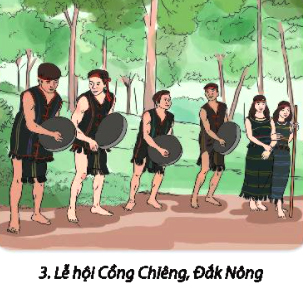 3. Lễ hội Cồng Chiêng, Đắk Nông